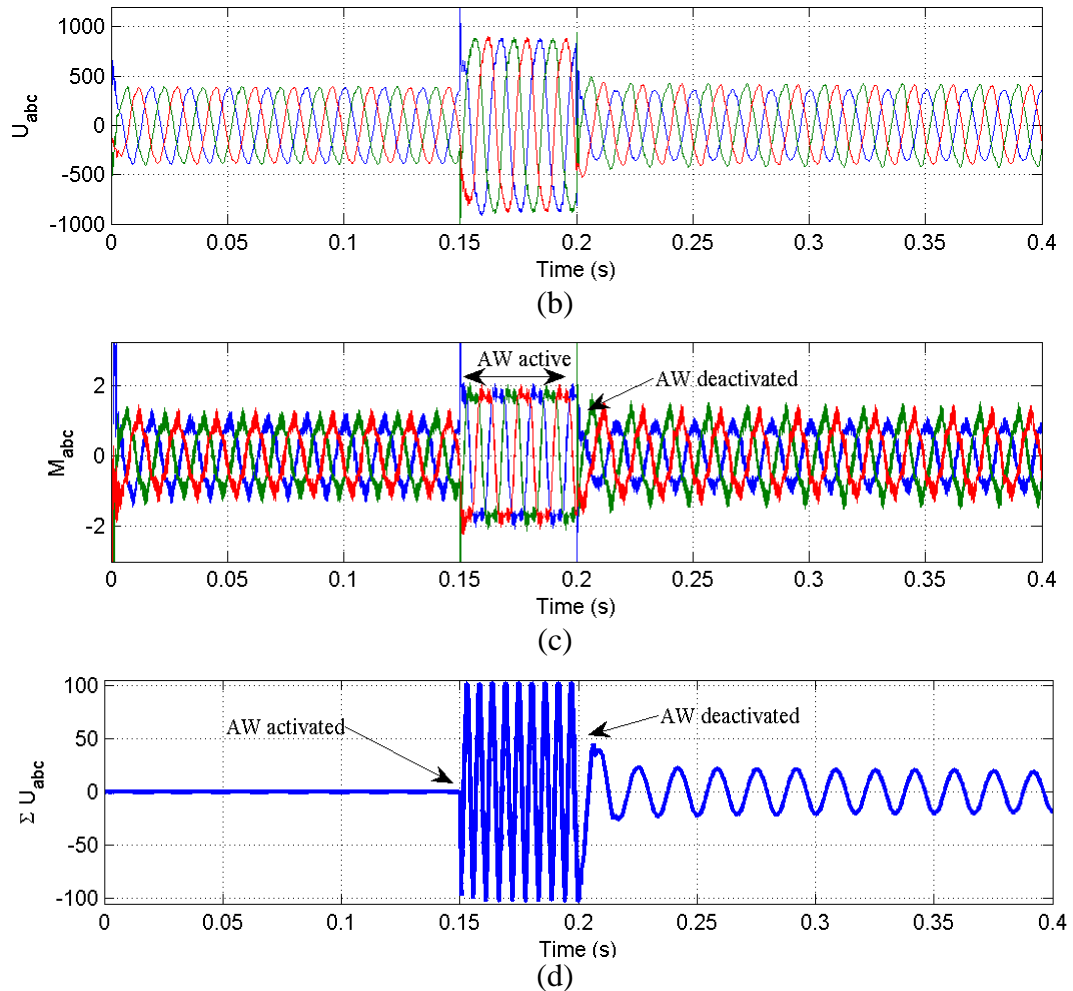 1000
500
0
-500
-1000
U_abc
0 0.05 0.1 0.15 0.2 0.25 0.3 0.35 0.4
Time (s)
(b)
AW active
AW deactivated
2
0
-2
M_abc
0 0.05 0.1 0.15 0.2 0.25 0.3 0.35 0.4
Time (s)
(c)
100
50
0
-50
-100
Σ U_abc
AW activated
AW deactivated
0 0.05 0.1 0.15 0.2 0.25 0.3 0.35 0.4
Time (s)
(d)